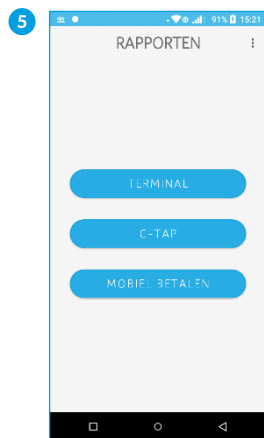 5
91% 15:21
RAPPORTEN
TERMINAL
C-TAP
MOBIEL BETALEN